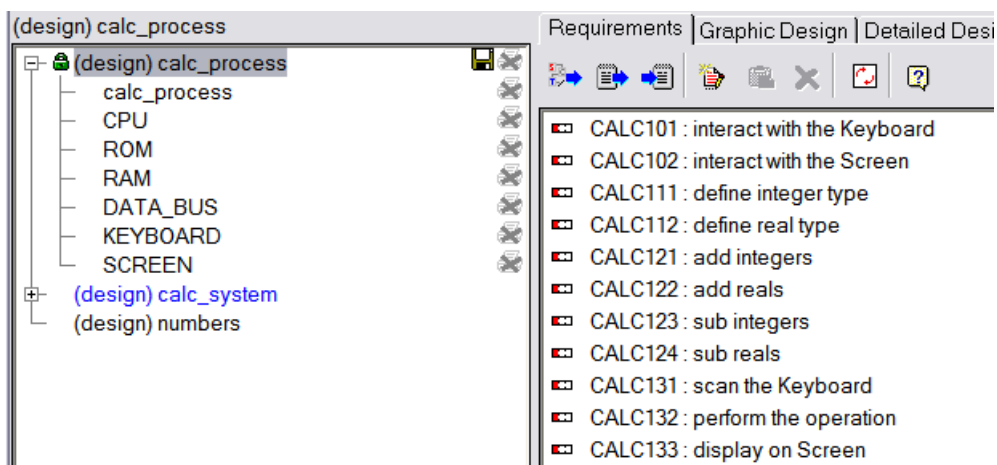 (design) calc_process
(design) calc_process
calc_process
CPU
ROM
RAM
DATA_BUS
KEYBOARD
SCREEN
(design) calc_system
(design) numbers
Requirements Graphic Design Detailed Desi
CALC101 : interact with the Keyboard
CALC102 : interact with the Screen
CALC111 : define integer type
CALC112 : define real type
CALC121 : add integers
CALC122 : add reals
CALC123 : sub integers
CALC124 : sub reals
CALC131 : scan the Keyboard
CALC132 : perform the operation
CALC133 : display on Screen